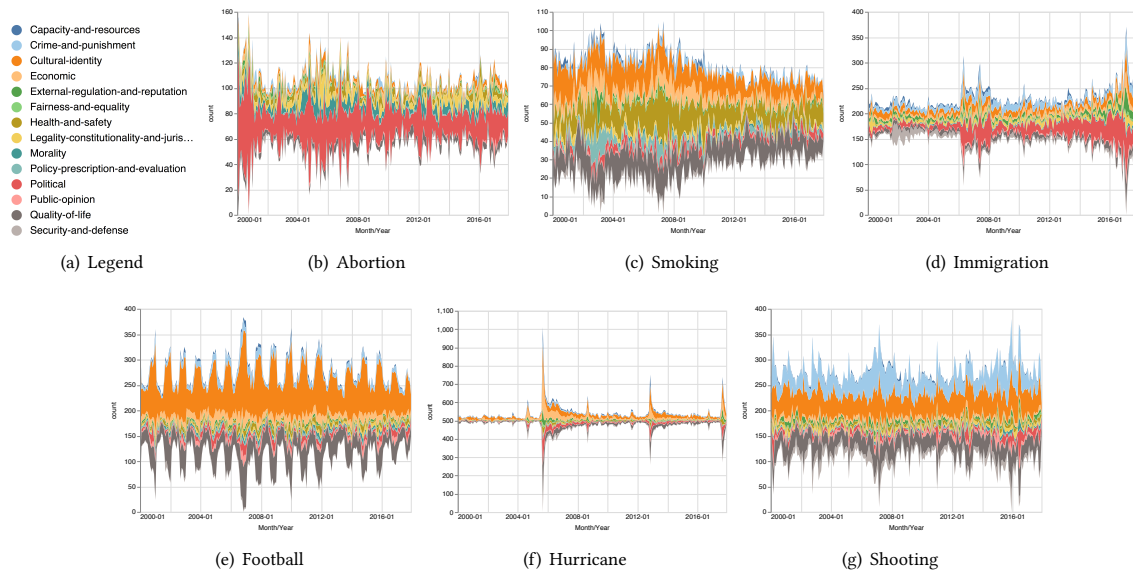 Capacity-and-resources
Crime-and-punishment
Cultural-identity
Economic
External-regulation-and-reputation
Fairness-and-equality
Health-and-safety
Legality-constitutionality-and-juris…
Morality
Policy-prescription-and-evaluation
Political
Public-opinion
Quality-of-life
Security-and-defense
(a) Legend
160
140
120
100
80
60
40
20
0
count
2000-01 2004-01 2008-01 2012-01 2016-01
Month/Year
(b) Abortion
110
100
90
80
70
60
50
40
30
20
10
0
count
2000-01 2004-01 2008-01 2012-01 2016-01
Month/Year
(c) Smoking
400
350
300
250
200
150
100
50
0
count
2000-01 2004-01 2008-01 2012-01 2016-01
Month/Year
(d) Immigration
400
350
300
250
200
150
100
50
0
count
2000-01 2004-01 2008-01 2012-01 2016-01
Month/Year
(e) Football
1,100
1,000
900
800
700
600
500
400
300
200
100
0
count
2000-01 2004-01 2008-01 2012-01 2016-01
Month/Year
(f) Hurricane
400
350
300
250
200
150
100
50
0
count
2000-01 2004-01 2008-01 2012-01 2016-01
Month/Year
(g) Shooting